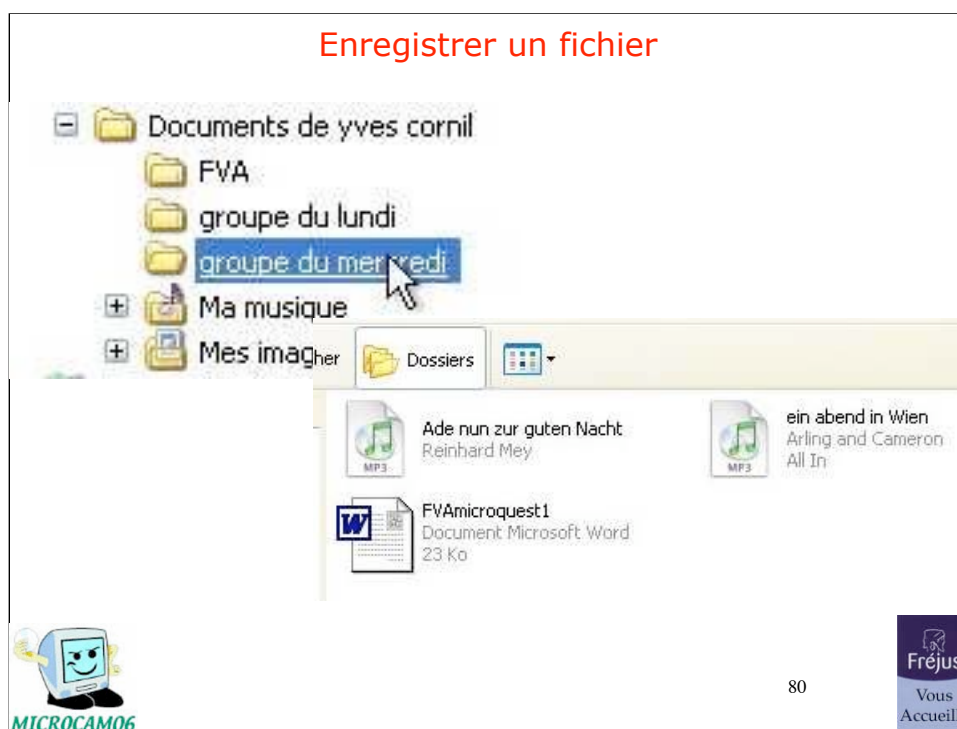 Enregistrer un fichier
Documents de yves cornil
FVA
groupe du lundi
groupe du mercredi
Ma musique
Mes imag
her
Dossiers
Ade nun zur guten Nacht
Reinhard Mey
MP3
ein abend in Wien
Arling and Cameron
All In
MP3
W
FVAmicroquest1
Document Microsoft Word
23 Ko
MICROCAM06
80
Fréjus
Vous
Accueil